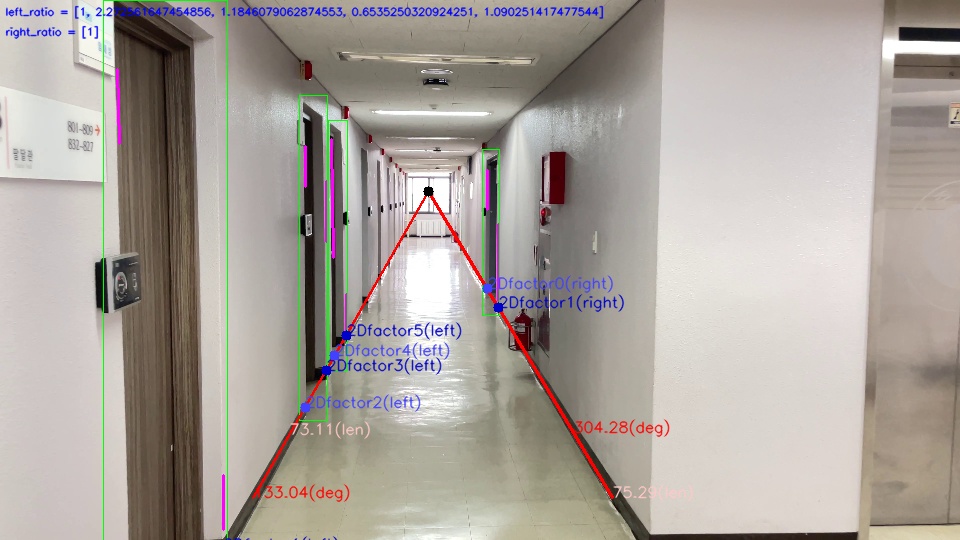 left_ratio = [1, 2.2
1.1846079062874553, 0.6535250320924251, 1.090251417477544]
right_ratio = [1]
801-809
832-827
2Dfactor0(right)
2Dfactor1(right)
2Dfactor5(left)
2Dfactor4(left)
2Dfactor3(left)
2Dfactor2(left)
73.11(len)
304.28(deg)
33.04(deg)
75.29(len)